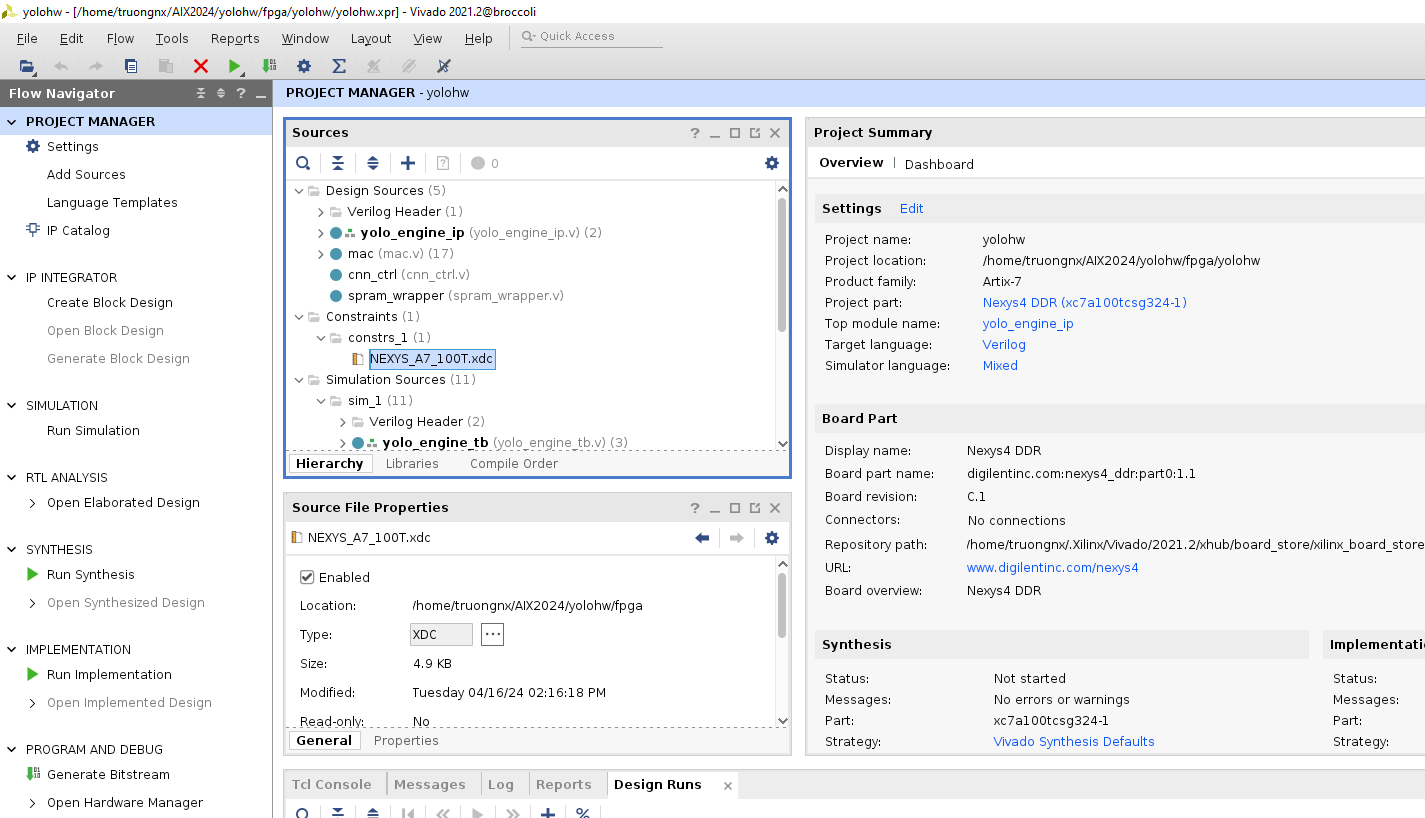 yolohw - [/home/truongnx/AIX2024/yolohw/fpga/yolohw/yolohw.xpr] - Vivado 2021.2@broccoli
File Edit Flow Tools Reports Window Layout View Help Quick Access
Flow Navigator
PROJECT MANAGER
Settings
Add Sources
Language Templates
IP Catalog
IP INTEGRATOR
Create Block Design
Open Block Design
Generate Block Design
SIMULATION
Run Simulation
RTL ANALYSIS
Open Elaborated Design
SYNTHESIS
Run Synthesis
Open Synthesized Design
IMPLEMENTATION
Run Implementation
Open Implemented Design
PROGRAM AND DEBUG
Generate Bitstream
Open Hardware Manager
PROJECT MANAGER - yolohw
Sources
0
Design Sources (5)
Verilog Header (1)
yolo_engine_ip (yolo_engine_ip.v) (2)
mac (mac.v) (17)
cnn_ctrl (cnn_ctrl.v)
spram_wrapper (spram_wrapper.v)
Constraints (1)
constrs_1 (1)
NEXYS_A7_100T.xdc
Simulation Sources (11)
sim_1 (11)
Verilog Header (2)
yolo_engine_tb (yolo_engine_tb.v) (3)
Hierarchy Libraries Compile Order
Source File Properties
NEXYS_A7_100T.xdc
Enabled
Location: /home/truongnx/AIX2024/yolohw/fpga
Type: XDC ...
Size: 4.9 KB
Modified: Tuesday 04/16/24 02:16:18 PM
Read-only: No
General Properties
Project Summary
Overview Dashboard
Settings Edit
Project name: yolohw
Project location: /home/truongnx/AIX2024/yolohw/fpga/yolohw
Product family: Artix-7
Project part: Nexys4 DDR (xc7a100tcsg324-1)
Top module name: yolo_engine_ip
Target language: Verilog
Simulator language: Mixed
Board Part
Display name: Nexys4 DDR
Board part name: digilentinc.com:nexys4_ddr:part0:1.1
Board revision: C.1
Connectors: No connections
Repository path: /home/truongnx/.Xilinx/Vivado/2021.2/xhub/board_store/xilinx_board_store
URL: www.digilentinc.com/nexys4
Board overview: Nexys4 DDR
Synthesis
Status: Not started
Messages: No errors or warnings
Part: xc7a100tcsg324-1
Strategy: Vivado Synthesis Defaults
Implementati
Status:
Messages:
Part:
Strategy:
Tcl Console Messages Log Reports Design Runs